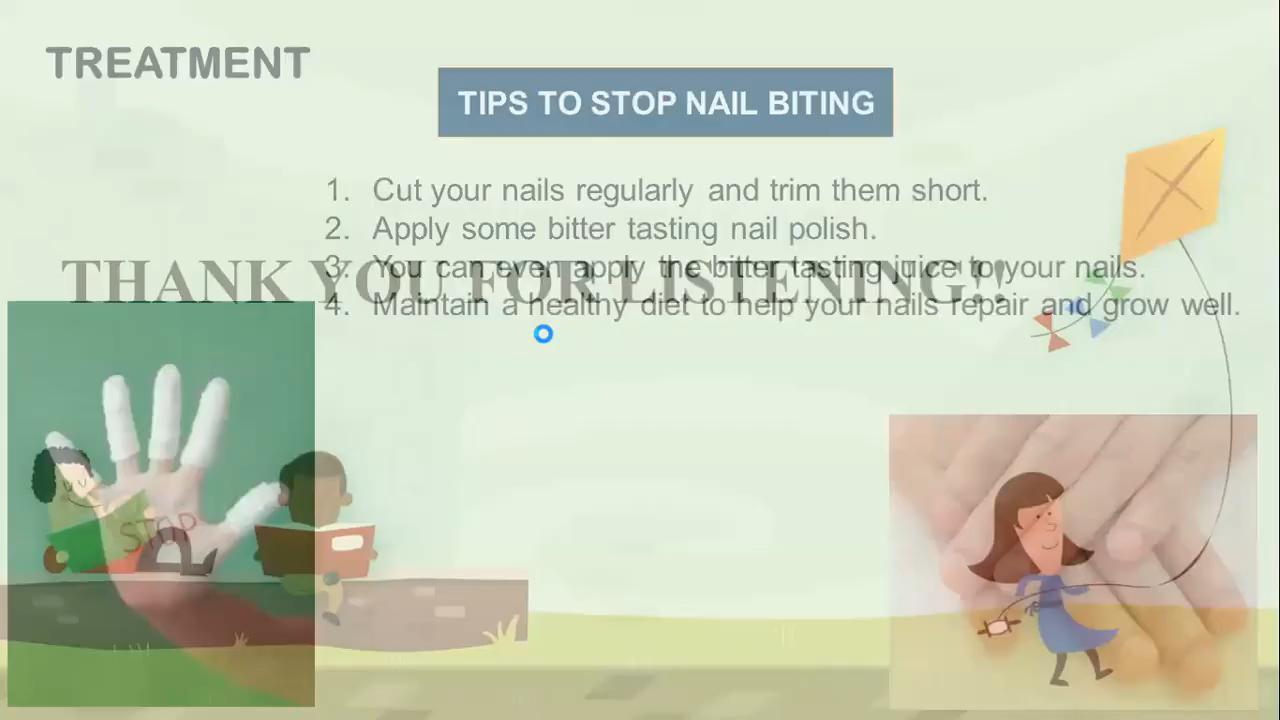 TREATMENT
TIPS TO STOP NAIL BITING
1. Cut your nails regularly and trim them short.
2. Apply some bitter tasting nail polish.
3. You can even apply the bitter tasting juice to your nails.
THANK YOU FOR LISTENING!!
4. Maintain a healthy diet to help your nails repair and grow well.
STOP